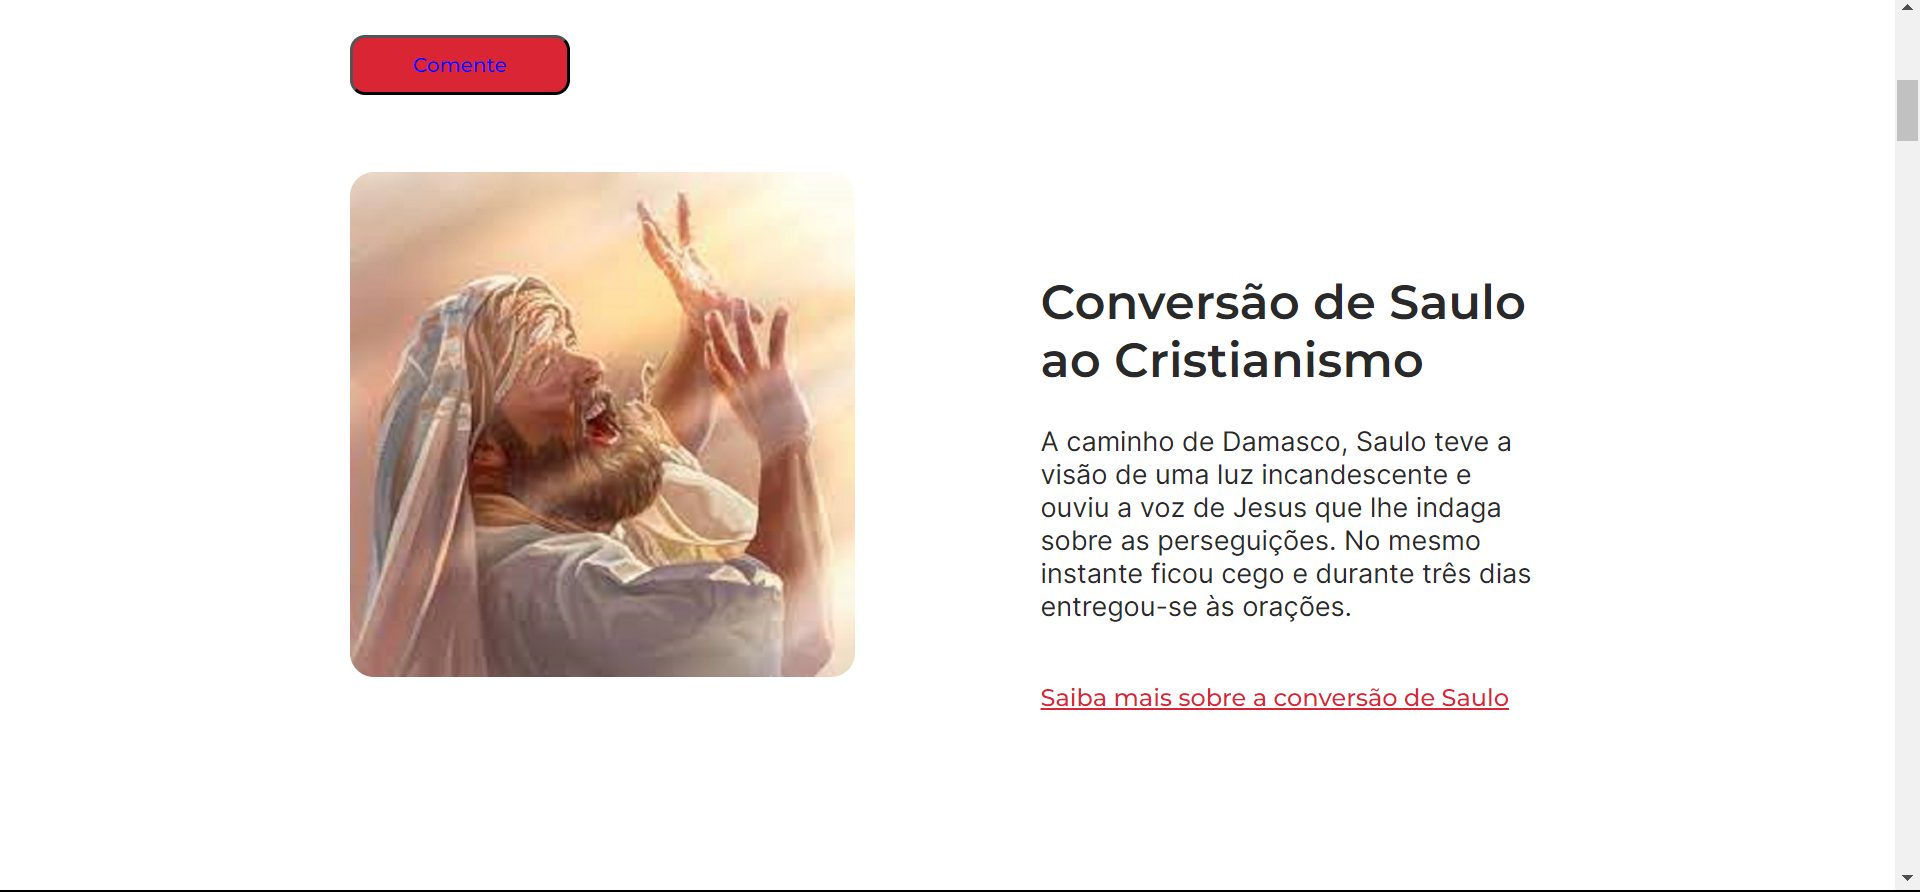 Comente
Conversão de Saulo
ao Cristianismo
A caminho de Damasco, Saulo teve a
visão de uma luz incandescente e
ouviu a voz de Jesus que lhe indaga
sobre as perseguições. No mesmo
instante ficou cego e durante três dias
entregou-se às orações.
Saiba mais sobre a conversão de Saulo